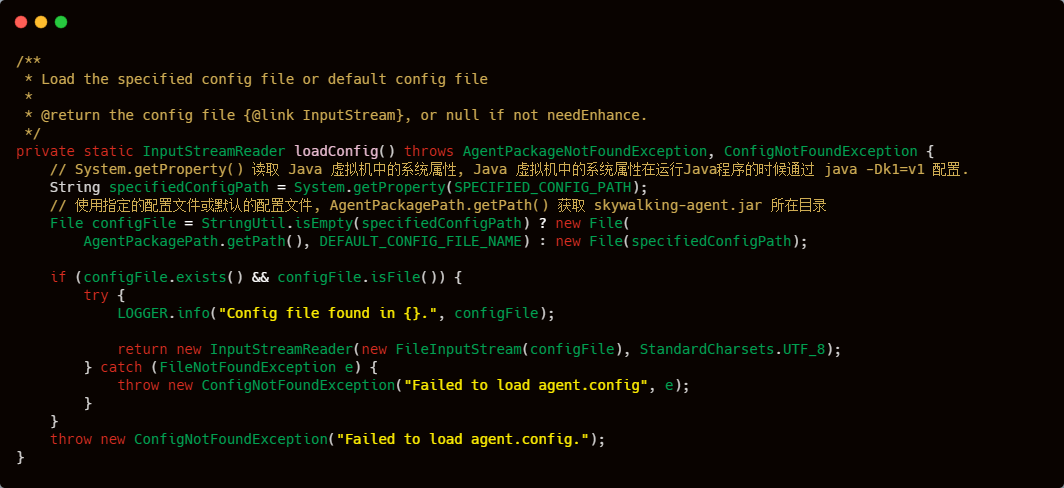 /**
 * Load the specified config file or default config file
 *
 * @return the config file {@link InputStream}, or null if not needEnhance.
 */
private static InputStreamReader loadConfig() throws AgentPackageNotFoundException, ConfigNotFoundException {
    // System.getProperty() 读取 Java 虚拟机中的系统属性, Java 虚拟机中的系统属性在运行Java程序的时候通过 java -Dk1=v1 配置.
    String specifiedConfigPath = System.getProperty(SPECIFIED_CONFIG_PATH);
    // 使用指定的配置文件或默认的配置文件, AgentPackagePath.getPath() 获取 skywalking-agent.jar 所在目录
    File configFile = StringUtil.isEmpty(specifiedConfigPath) ? new File(
        AgentPackagePath.getPath(), DEFAULT_CONFIG_FILE_NAME) : new File(specifiedConfigPath);

    if (configFile.exists() && configFile.isFile()) {
        try {
            LOGGER.info("Config file found in {}.", configFile);

            return new InputStreamReader(new FileInputStream(configFile), StandardCharsets.UTF_8);
        } catch (FileNotFoundException e) {
            throw new ConfigNotFoundException("Failed to load agent.config", e);
        }
    }
    throw new ConfigNotFoundException("Failed to load agent.config.");
}